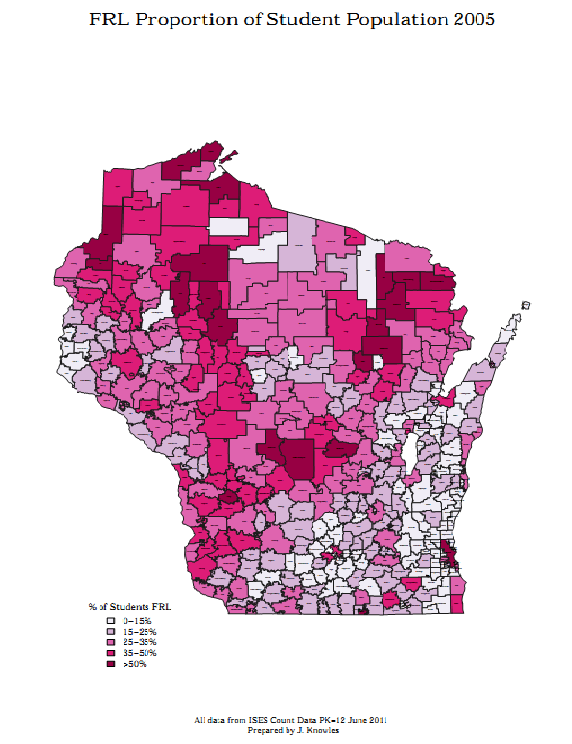 FRL Proportion of Student Population 2005
% of Students FRL
0−15%
15−25%
25−35%
35−50%
>50%
All data from ISES Count Data PK−12 June 2011
Prepared by J. Knowles